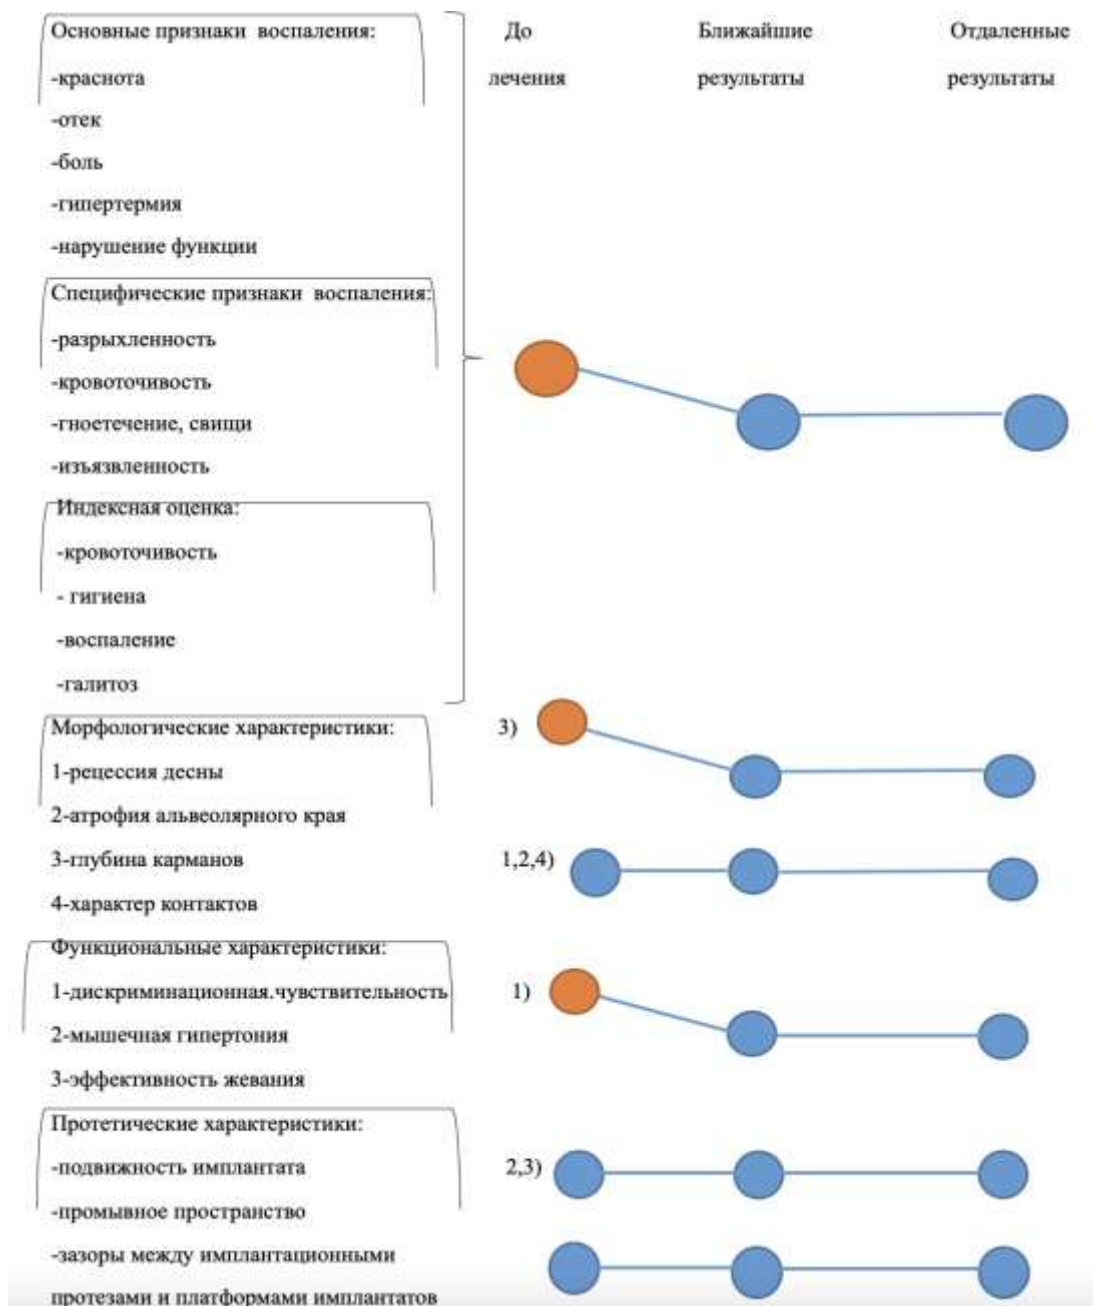 Основные признаки воспаления:
-краснота
-отек
-боль
-гипертермия
-нарушение функции
Специфические признаки воспаления:
-разрыхленность
-кровоточивость
-гноетечение, свищи
-изъязвленность
Индексная оценка:
-кровоточивость
- гигиена
-воспаление
-галитоз
Морфологические характеристики:
1-рецессия десны
2-атрофия альвеолярного края
3-глубина карманов
4-характер контактов
Функциональные характеристики:
1-дискриминационная.чувствительность
2-мышечная гипертония
3-эффективность жевания
Протетические характеристики:
-подвижность имплантата
-промывное пространство
-зазоры между имплантационными
протезами и платформами имплантатов
До
лечения
Ближайшие
результаты
Отдаленные
результаты
3)
1,2,4)
1)
2,3)